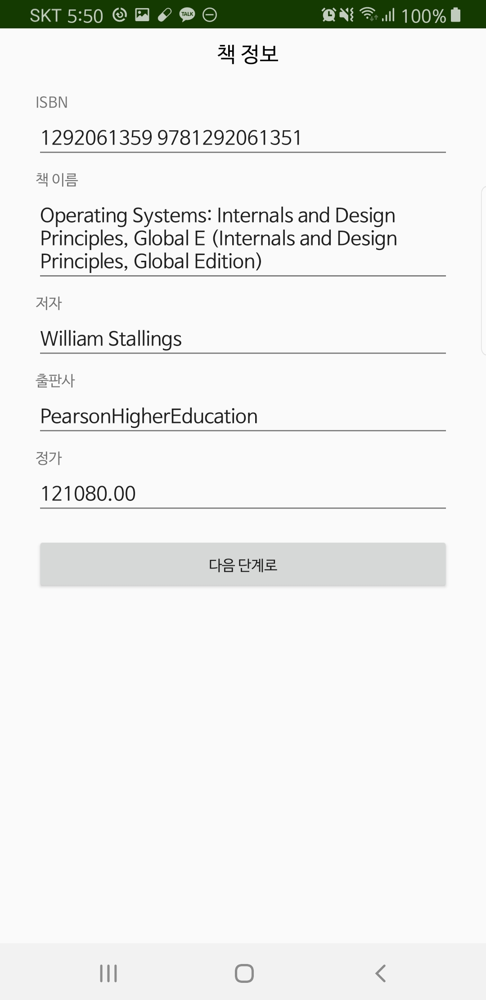 SKT 5:50 TALK 100%
책 정보
ISBN
1292061359 9781292061351
책 이름
Operating Systems: Internals and Design
Principles, Global E (Internals and Design
Principles, Global Edition)
저자
William Stallings
출판사
PearsonHigherEducation
정가
121080.00
다음 단계로